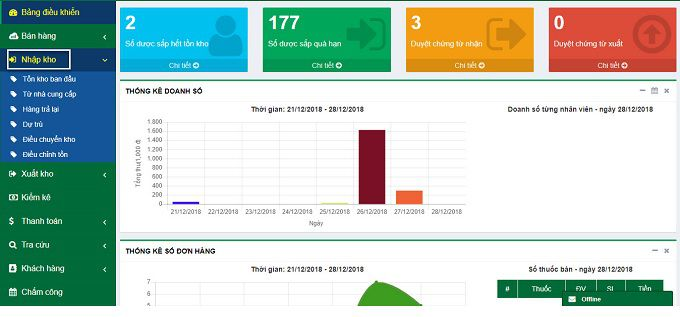 Bảng điều khiển
Bán hàng
Nhập kho
Tồn kho ban đầu
Từ nhà cung cấp
Hàng trả lại
Dự trù
Điều chuyển kho
Điều chỉnh tồn
Xuất kho
Kiểm kê
Thanh toán
Tra cứu
Khách hàng
Chấm công
2
Số dược sắp hết tồn kho
Chi tiết
177
Số dược sắp quá hạn
Chi tiết
3
Duyệt chứng từ nhận
Chi tiết
0
Duyệt chứng từ xuất
Chi tiết
THỐNG KÊ DOANH SỐ
Thời gian: 21/12/2018 - 28/12/2018
Doanh số từng nhân viên - ngày 28/12/2018
Tổng thu(1,000 đ)
1.800
1.600
1.400
1.200
1.000
800
600
400
200
0
21/12/2018 22/12/2018 23/12/2018 24/12/2018 25/12/2018 26/12/2018 27/12/2018 28/12/2018
Ngày
THỐNG KÊ SỐ ĐƠN HÀNG
Thời gian: 21/12/2018 - 28/12/2018
Số thuốc bán - ngày 28/12/2018
7
6
5
# Thuốc ĐV SL Tiền
Offline